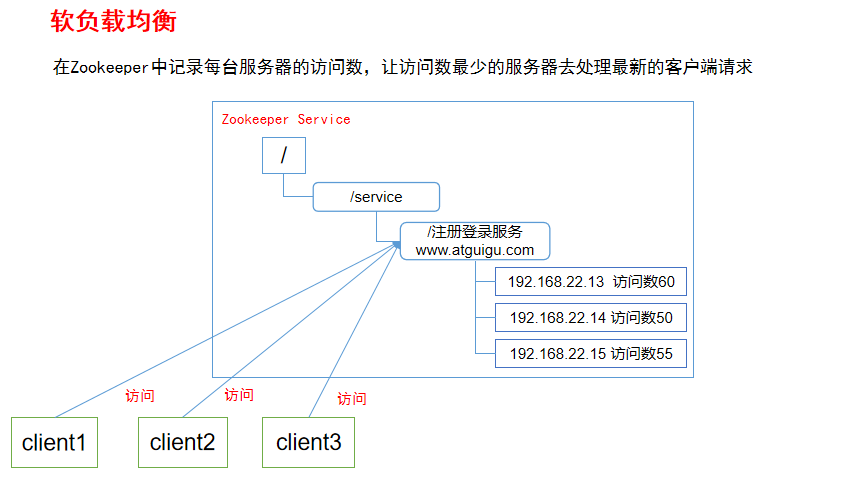 软负载均衡
在Zookeeper中记录每台服务器的访问数，让访问数最少的服务器去处理最新的客户端请求
Zookeeper Service
/
/service
/注册登录服务
www.atguigu.com
192.168.22.13 访问数60
192.168.22.14 访问数50
192.168.22.15 访问数55
访问
访问
访问
client1
client2
client3